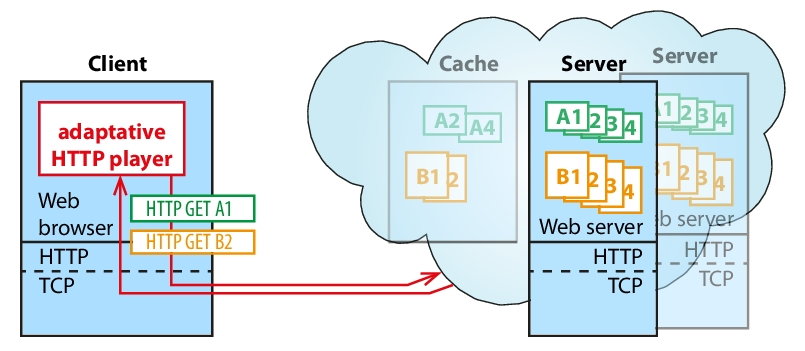 Client
adaptative
HTTP player
Web
browser
HTTP GET A1
HTTP GET B2
HTTP
TCP
Cache
A2
A4
B1
2
Server
A1
2
3
4
B1
2
3
4
Web server
HTTP
TCP
Server
1
2
3
4
B1
2
3
4
b server
HTTP
TCP